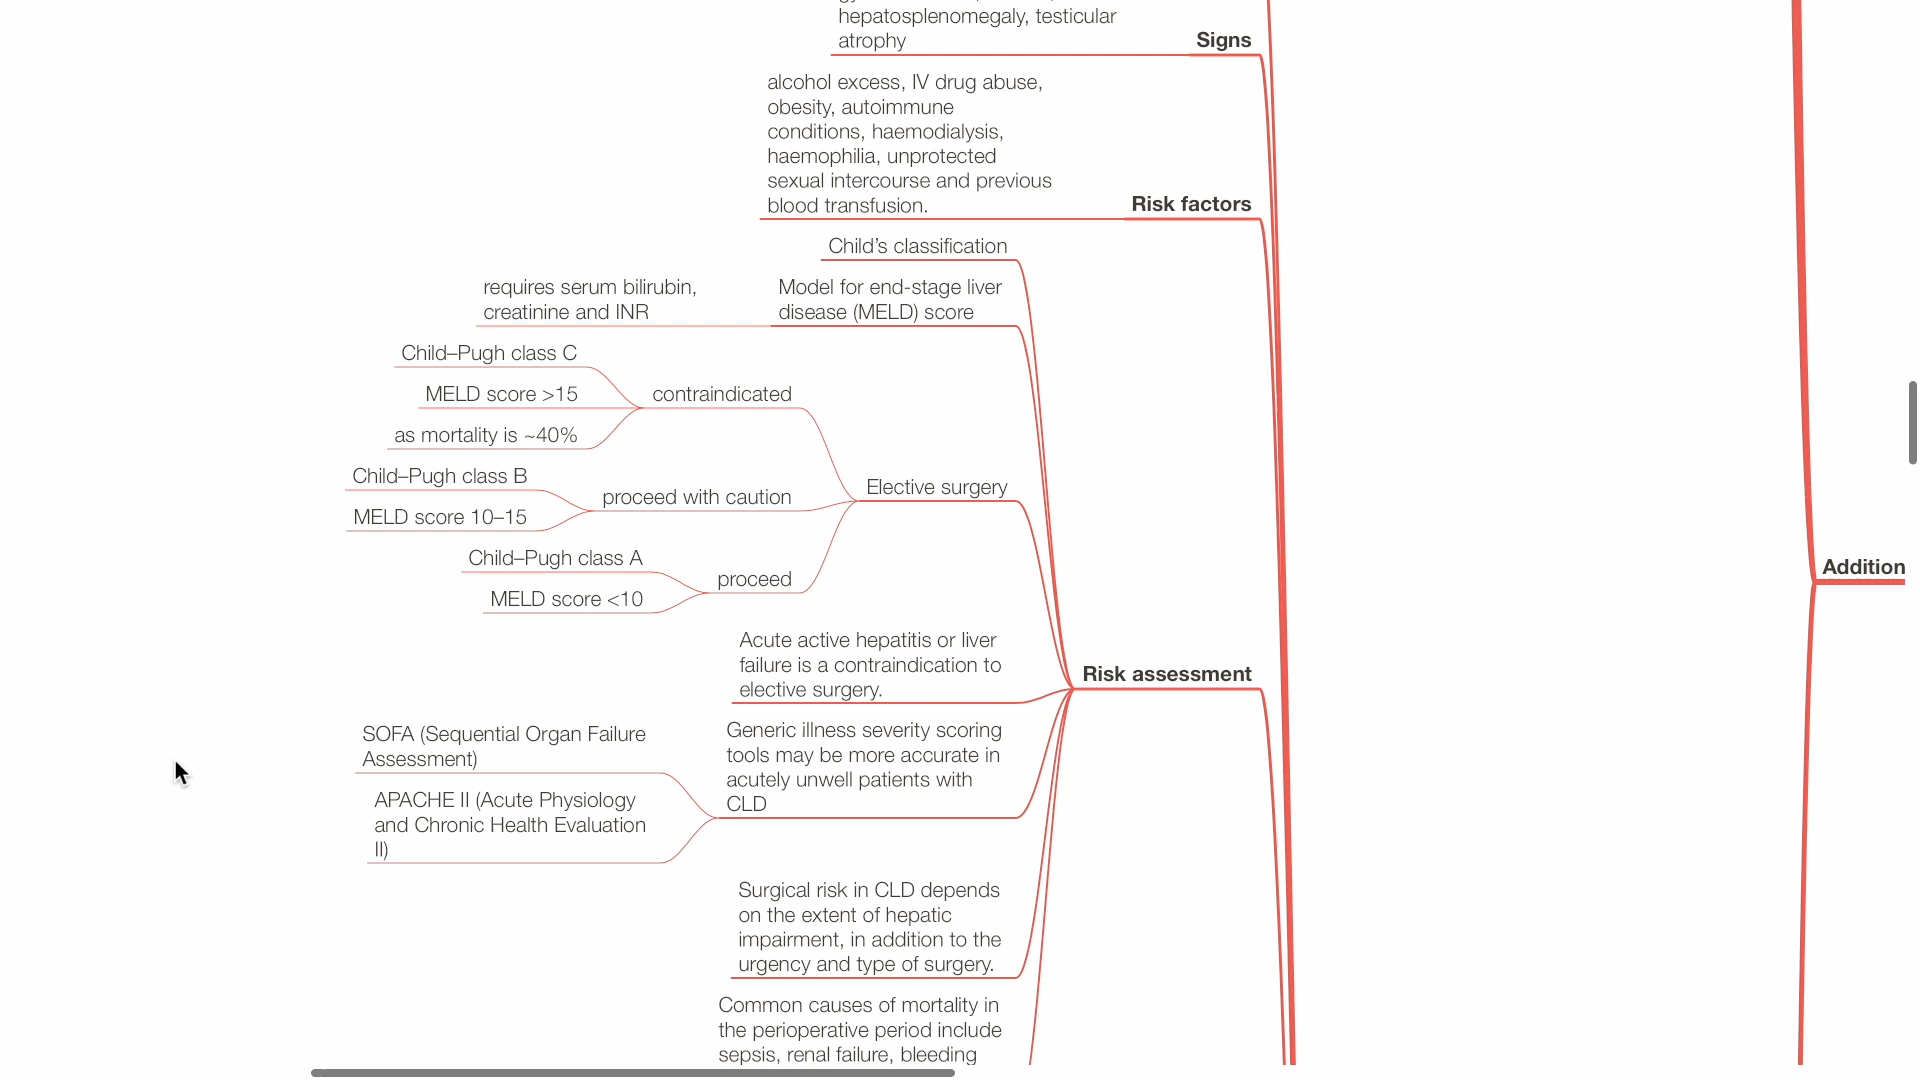 hepatosplenomegaly, testicular
atrophy
Signs
alcohol excess, IV drug abuse,
obesity, autoimmune
conditions, haemodialysis,
haemophilia, unprotected
sexual intercourse and previous
blood transfusion.
Risk factors
Child’s classification
requires serum bilirubin,
creatinine and INR
Model for end-stage liver
disease (MELD) score
Child–Pugh class C
MELD score >15
as mortality is ~40%
contraindicated
Child–Pugh class B
MELD score 10–15
proceed with caution
Elective surgery
Child–Pugh class A
MELD score <10
proceed
Addition
Acute active hepatitis or liver
failure is a contraindication to
elective surgery.
Risk assessment
SOFA (Sequential Organ Failure
Assessment)
APACHE II (Acute Physiology
and Chronic Health Evaluation
II)
Generic illness severity scoring
tools may be more accurate in
acutely unwell patients with
CLD
Surgical risk in CLD depends
on the extent of hepatic
impairment, in addition to the
urgency and type of surgery.
Common causes of mortality in
the perioperative period include
sepsis, renal failure, bleeding